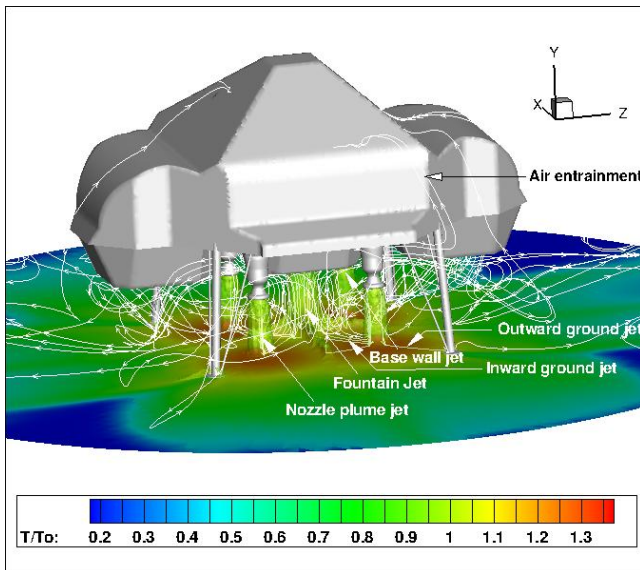 Y
X
Z
Air entrainment
Outward ground jet
Base wall jet
Inward ground jet
Fountain Jet
Nozzle plume jet
T/To: 0.2 0.3 0.4 0.5 0.6 0.7 0.8 0.9 1 1.1 1.2 1.3